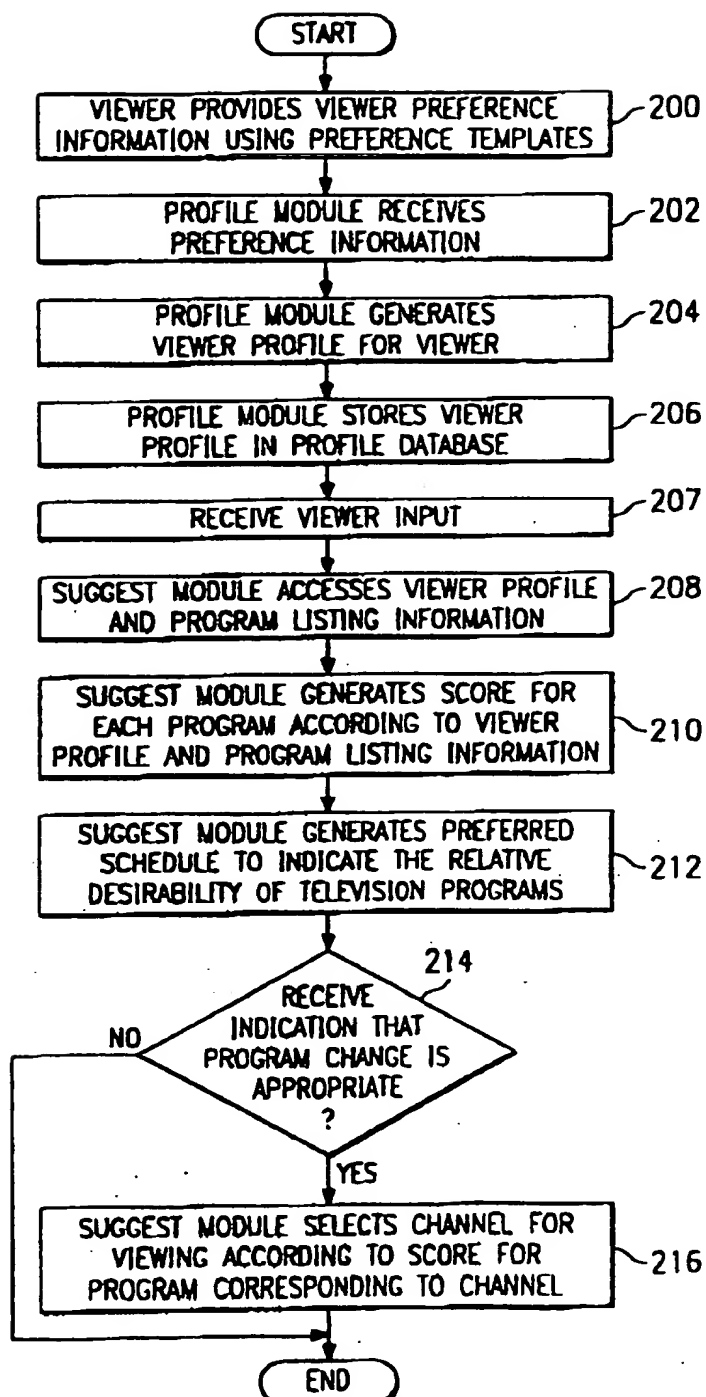 START
VIEWER PROVIDES VIEWER PREFERENCE
INFORMATION USING PREFERENCE TEMPLATES
200
PROFILE MODULE RECEIVES
PREFERENCE INFORMATION
202
PROFILE MODULE GENERATES
VIEWER PROFILE FOR VIEWER
204
PROFILE MODULE STORES VIEWER
PROFILE IN PROFILE DATABASE
206
RECEIVE VIEWER INPUT
207
SUGGEST MODULE ACCESSES VIEWER PROFILE
AND PROGRAM LISTING INFORMATION
208
SUGGEST MODULE GENERATES SCORE FOR
EACH PROGRAM ACCORDING TO VIEWER
PROFILE AND PROGRAM LISTING INFORMATION
210
SUGGEST MODULE GENERATES PREFERRED
SCHEDULE TO INDICATE THE RELATIVE
DESIRABILITY OF TELEVISION PROGRAMS
212
214
RECEIVE
INDICATION THAT
PROGRAM CHANGE IS
APPROPRIATE
?
NO
YES
SUGGEST MODULE SELECTS CHANNEL FOR
VIEWING ACCORDING TO SCORE FOR
PROGRAM CORRESPONDING TO CHANNEL
216
END